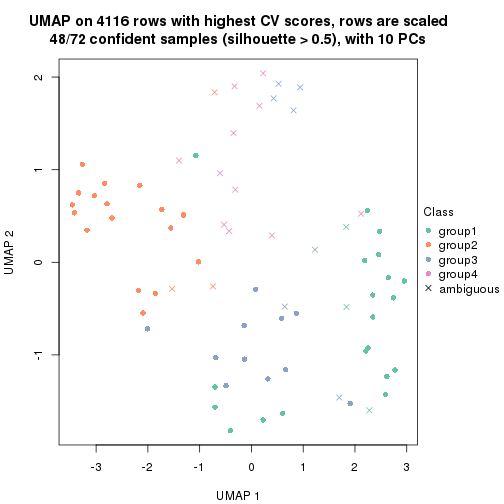 UMAP on 4116 rows with highest CV scores, rows are scaled
48/72 confident samples (silhouette > 0.5), with 10 PCs
2
1
0
-1
UMAP 2
-3
-2
-1
0
1
2
3
UMAP 1
Class
group1
group2
group3
group4
ambiguous